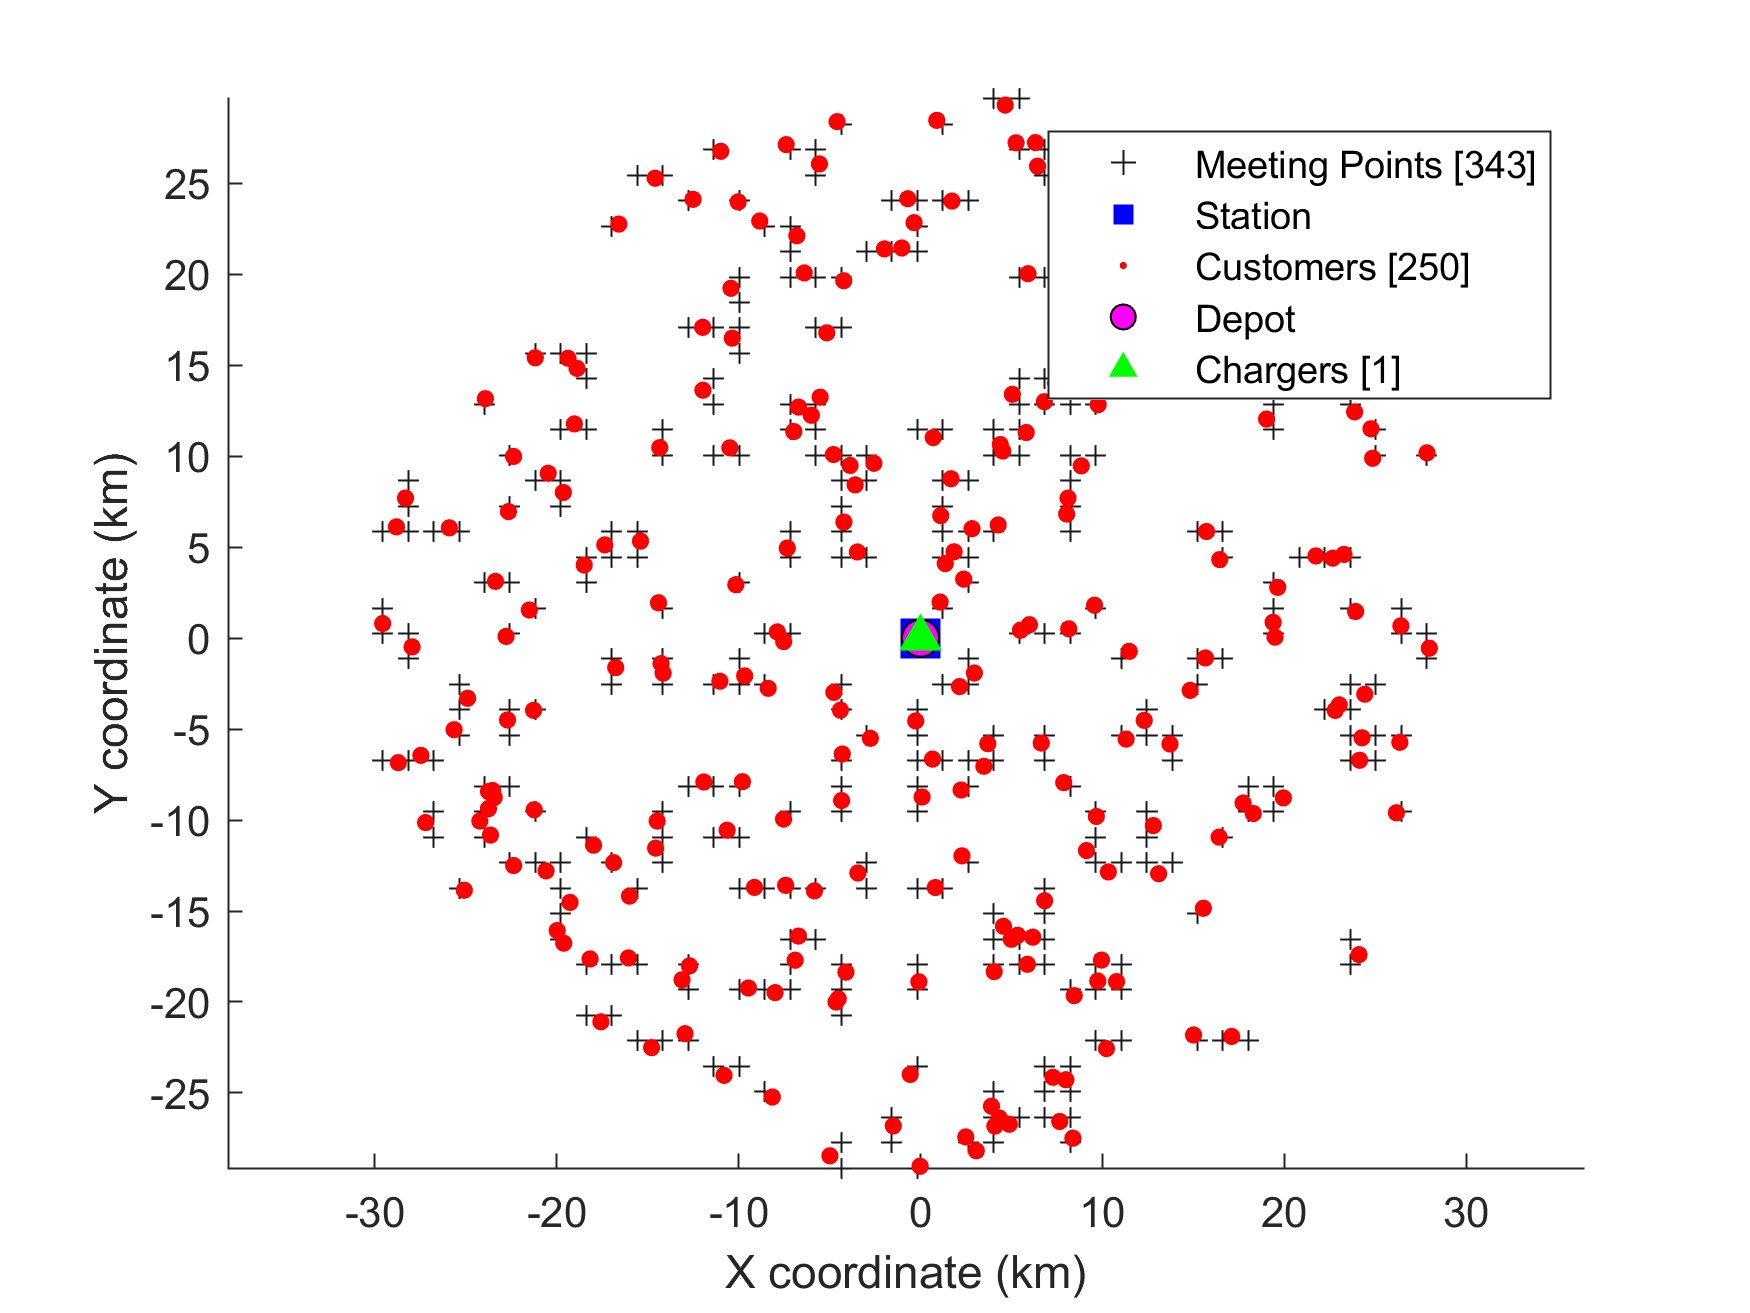 25
20
15
10
5
0
-5
-10
-15
-20
-25
Y coordinate (km)
Meeting Points [343]
Station
Customers [250]
Depot
Chargers [1]
-30
-20
-10
0
10
20
30
X coordinate (km)